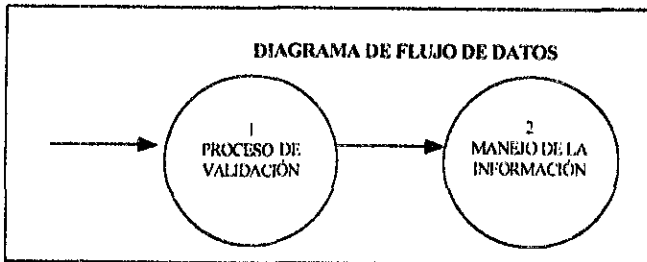 DIAGRAMA DE FLUJO DE DATOS
1
PROCESO DE
VALIDACIÓN
2
MANEJO DE LA
INFORMACIÓN